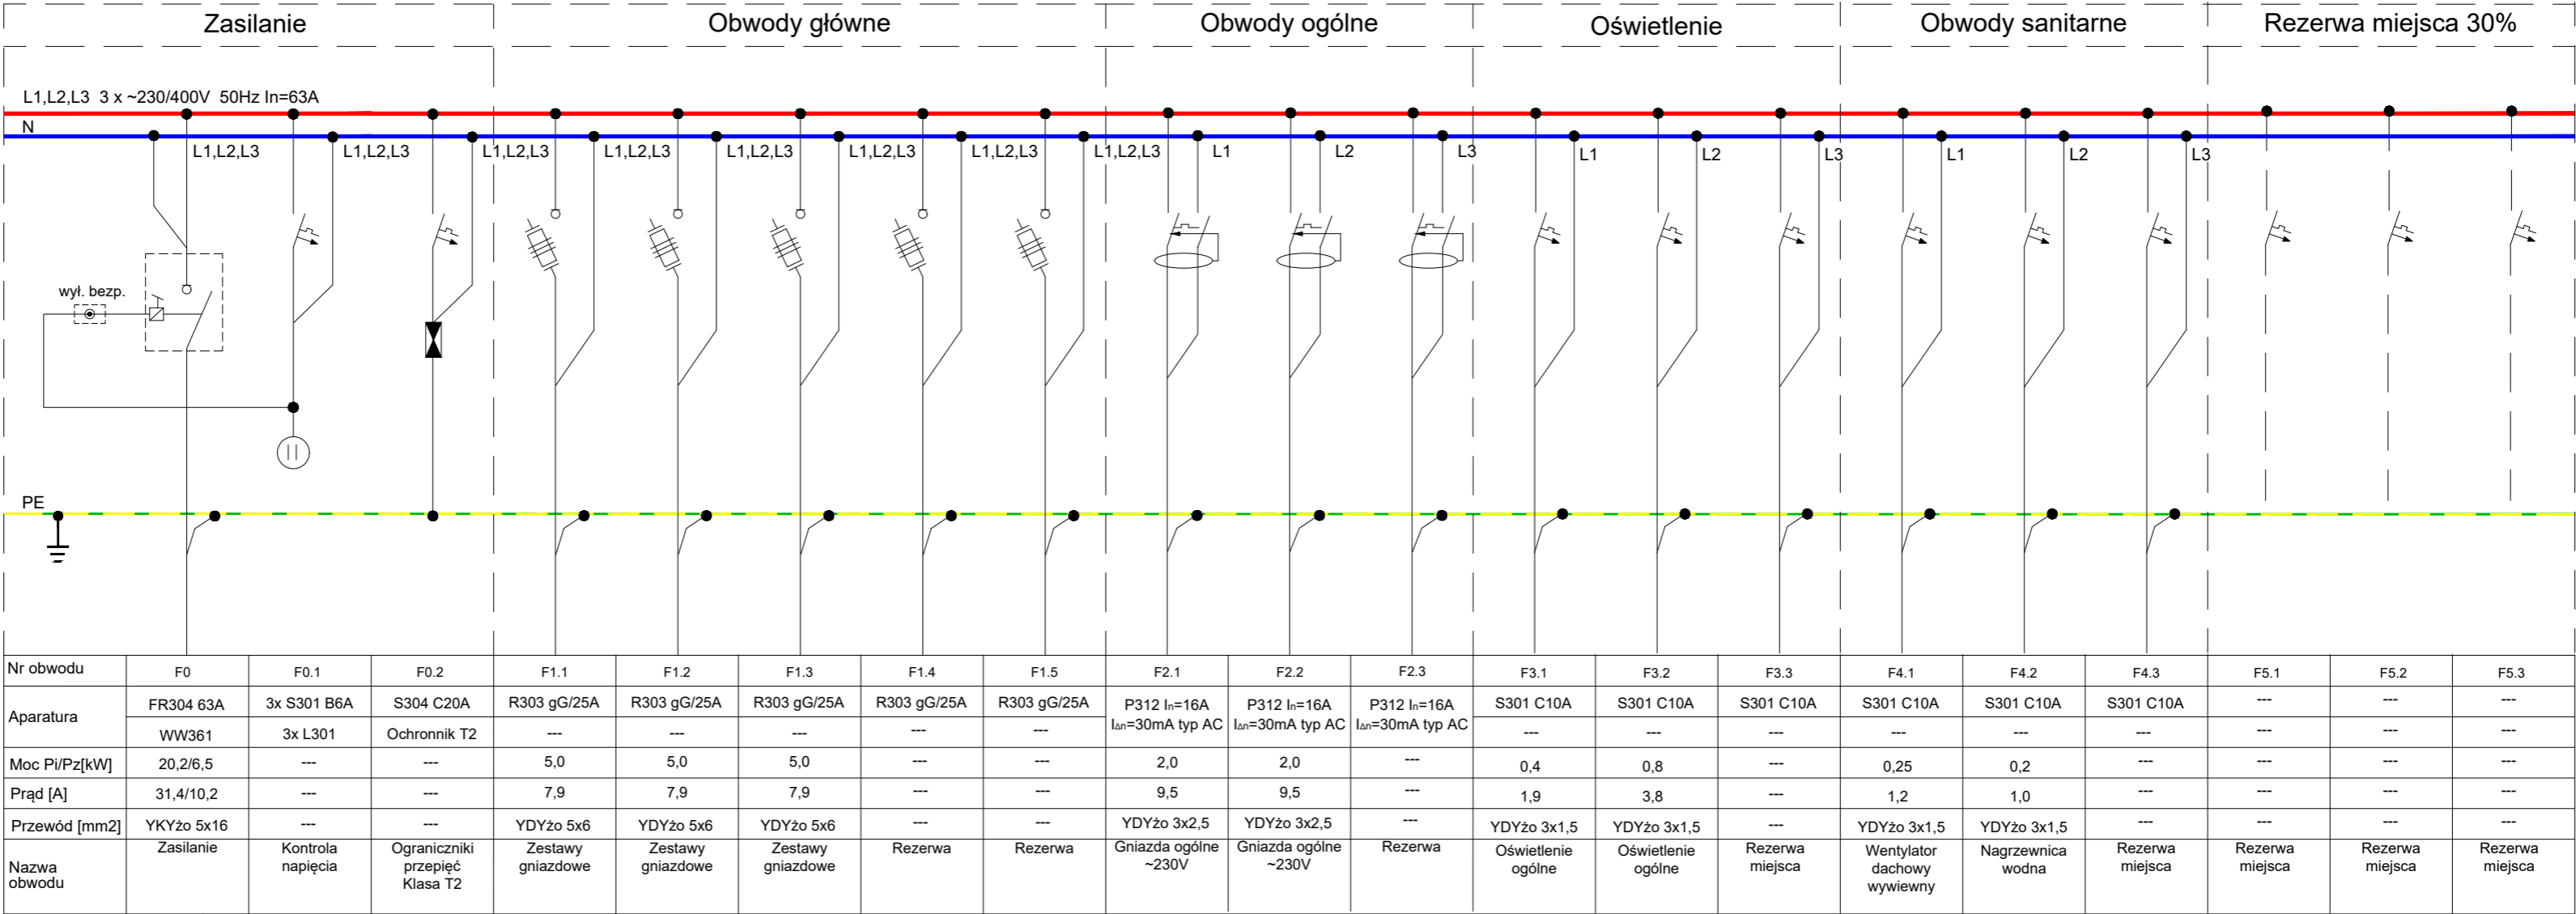 Zasilanie
Obwody główne
Obwody ogólne
Oświetlenie
Obwody sanitarne
Rezerwa miejsca 30%
L1,L2,L3 3 x ~230/400V 50Hz In=63A
N
L1,L2,L3
L1,L2,L3
L1,L2,L3
L1,L2,L3
L1,L2,L3
L1,L2,L3
L1,L2,L3
L1,L2,L3
L1
L2
L3
L1
L2
L3
L1
L2
L3
wył. bezp.
PE
Nr obwodu F0 F0.1 F0.2 F1.1 F1.2 F1.3 F1.4 F1.5 F2.1 F2.2 F2.3 F3.1 F3.2 F3.3 F4.1 F4.2 F4.3 F5.1 F5.2 F5.3
Aparatura
FR304 63A 3x S301 B6A S304 C20A R303 gG/25A R303 gG/25A R303 gG/25A R303 gG/25A R303 gG/25A P312 In=16A P312 In=16A P312 In=16A S301 C10A S301 C10A S301 C10A S301 C10A S301 C10A S301 C10A --- --- ---
WW361 3x L301 Ochronnik T2 --- --- --- --- --- IΔn=30mA typ AC IΔn=30mA typ AC IΔn=30mA typ AC --- --- --- --- --- --- --- --- ---
Moc Pi/Pz[kW] 20,2/6,5 --- --- 5,0 5,0 5,0 --- --- 2,0 2,0 --- 0,4 0,8 --- 0,25 0,2 --- --- --- ---
Prąd [A] 31,4/10,2 --- --- 7,9 7,9 7,9 --- --- 9,5 9,5 --- 1,9 3,8 --- 1,2 1,0 --- --- --- ---
Przewód [mm2] YKYżo 5x16 --- --- YDYżo 5x6 YDYżo 5x6 YDYżo 5x6 --- --- YDYżo 3x2,5 YDYżo 3x2,5 --- YDYżo 3x1,5 YDYżo 3x1,5 --- YDYżo 3x1,5 YDYżo 3x1,5 --- --- --- ---
Nazwa
obwodu
Zasilanie
Kontrola
napięcia
Ograniczniki
przepięć
Klasa T2
Zestawy
gniazdowe
Zestawy
gniazdowe
Zestawy
gniazdowe
Rezerwa
Rezerwa
Gniazda ogólne
~230V
Gniazda ogólne
~230V
Rezerwa
Oświetlenie
ogólne
Oświetlenie
ogólne
Rezerwa
miejsca
Wentylator
dachowy
wywiewny
Nagrzewnica
wodna
Rezerwa
miejsca
Rezerwa
miejsca
Rezerwa
miejsca
Rezerwa
miejsca